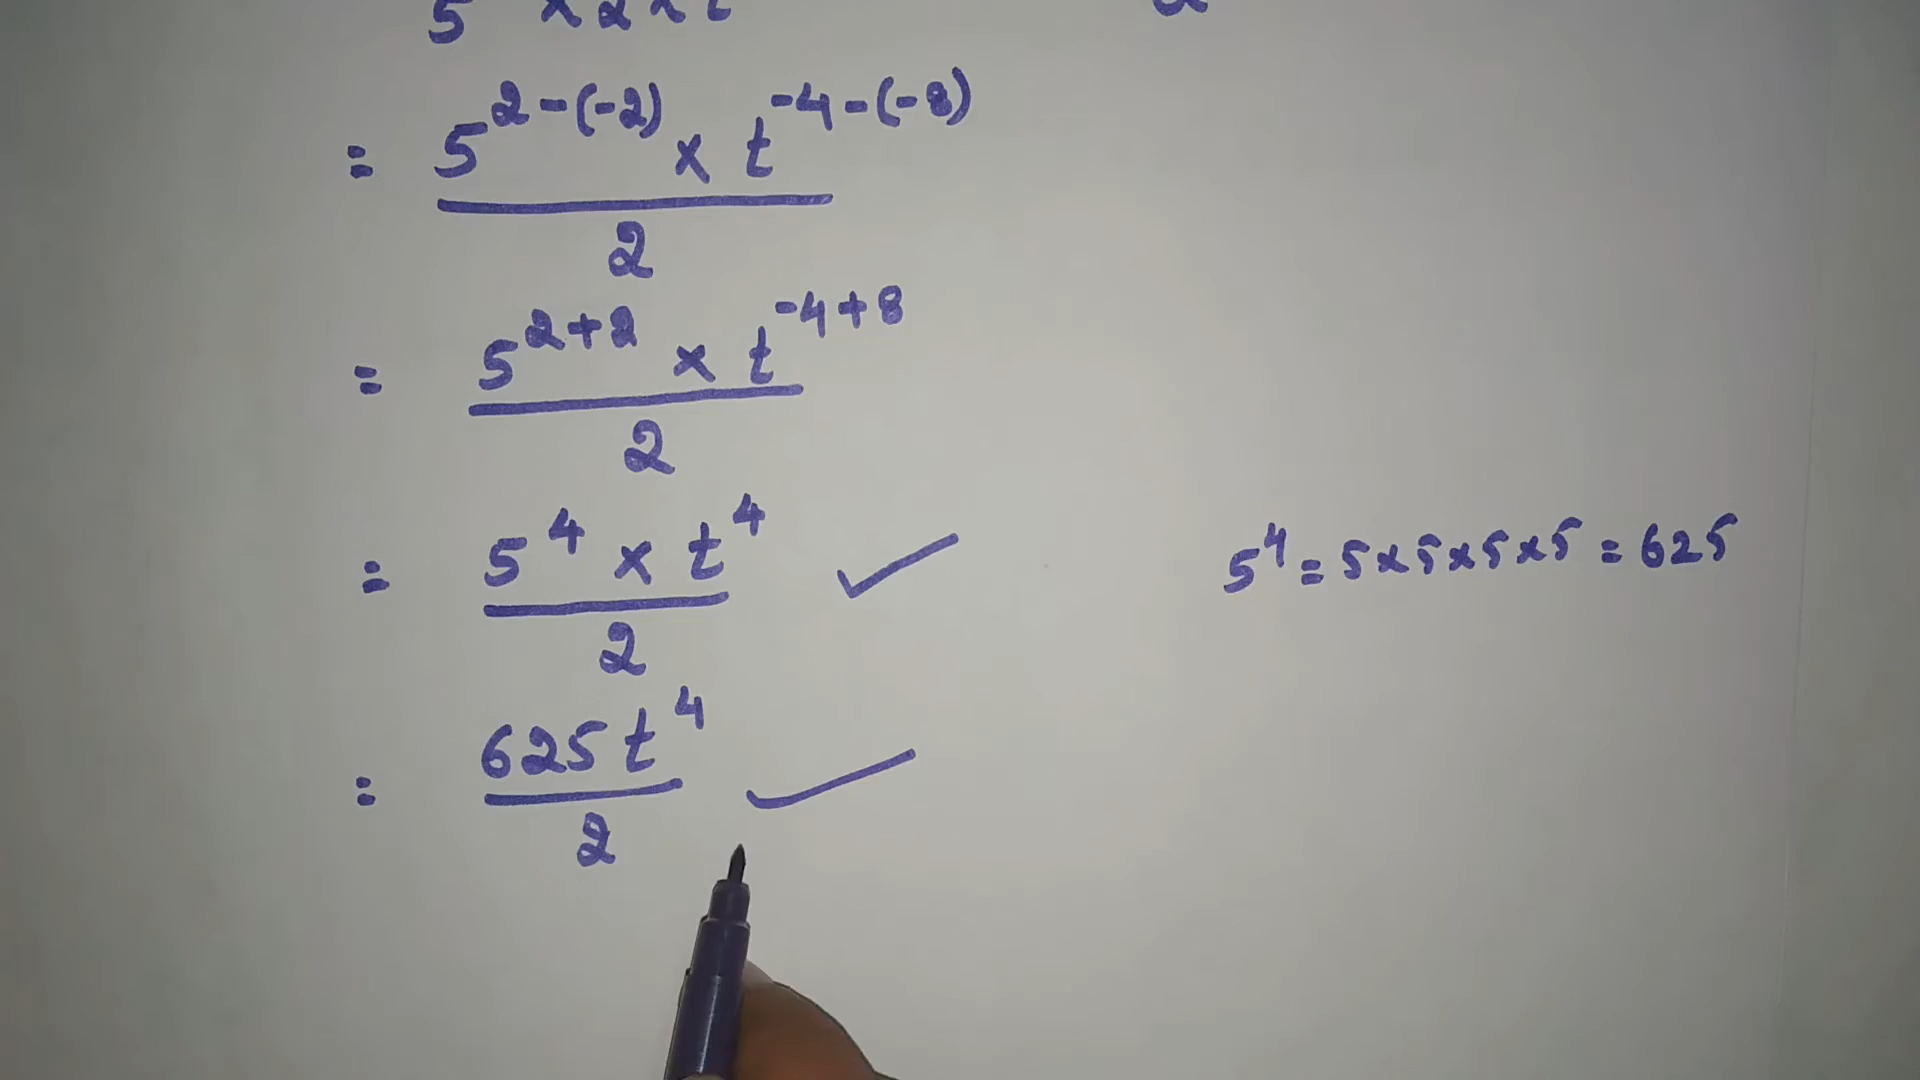 = 5^2-(-2) × t^-4-(-8)
2
= 5^2+2 × t^-4+8
2
= 5^4 × t^4
2
5^4 = 5×5×5×5 = 625
= 625 t^4
2